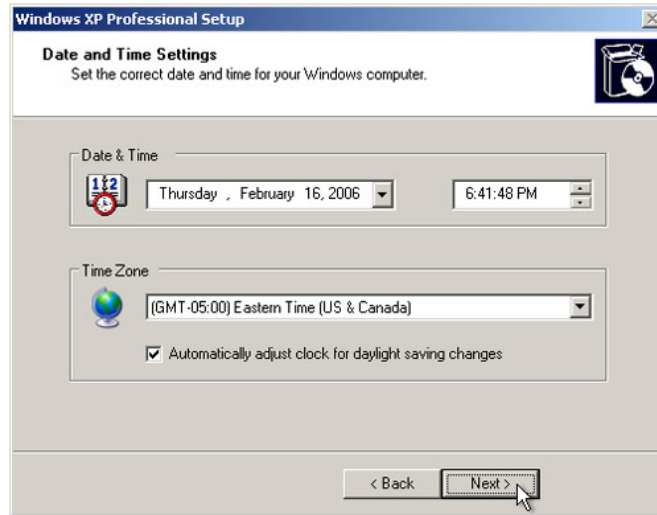 Windows XP Professional Setup
Date and Time Settings
Set the correct date and time for your Windows computer.
Date & Time
Thursday , February 16, 2006
6:41:48 PM
Time Zone
(GMT-05:00) Eastern Time (US & Canada)
Automatically adjust clock for daylight saving changes
< Back
Next >